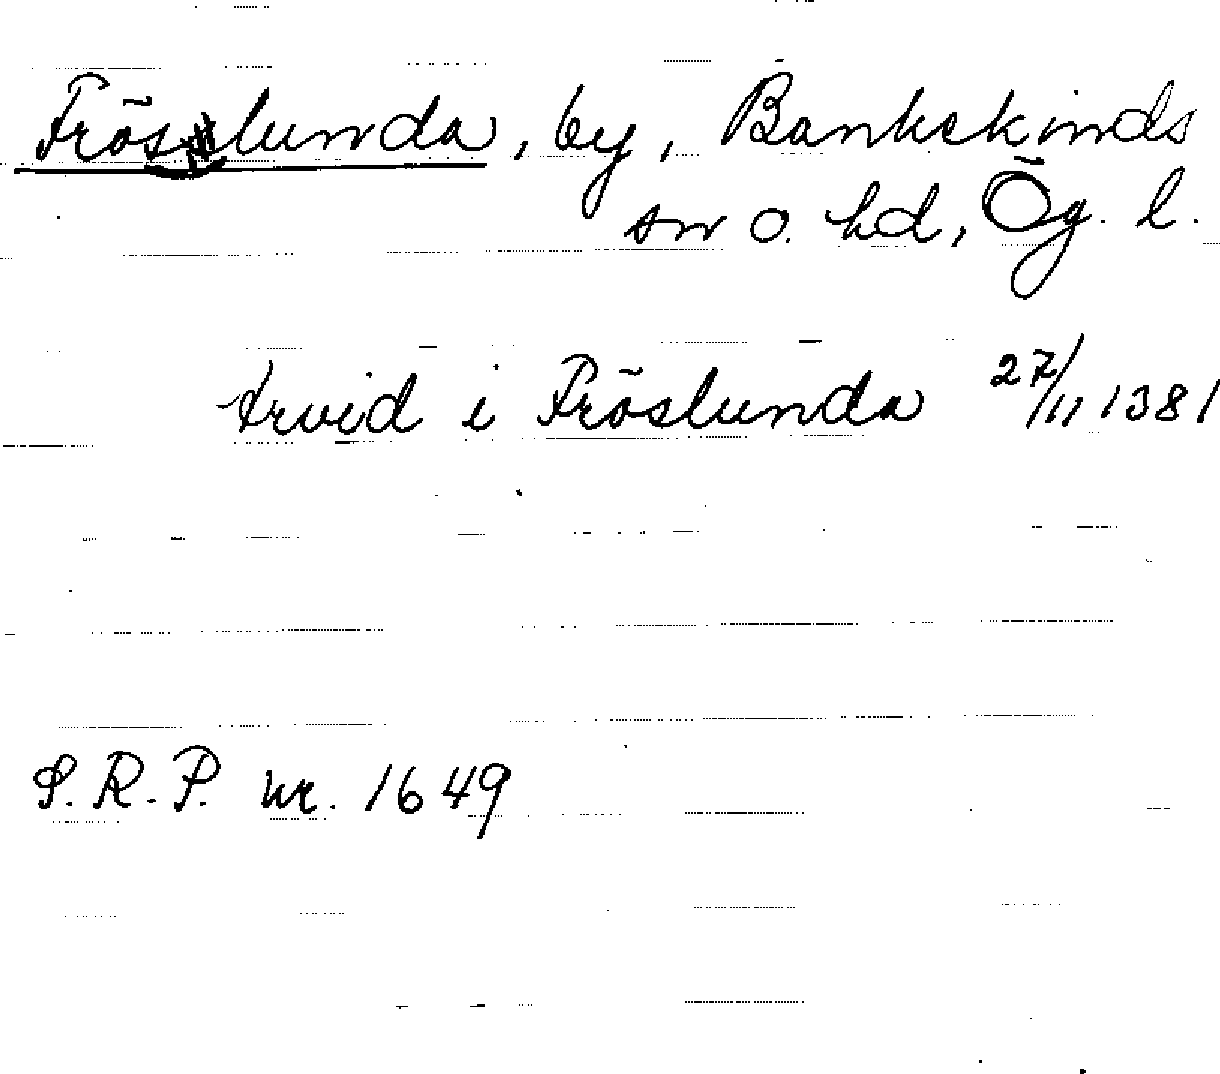 Fröslunda, by, Bankekinds
sn o. hd, Ög. l.
Arvid i Fröslunda 27/11 1381
S.R.P. nr. 1649